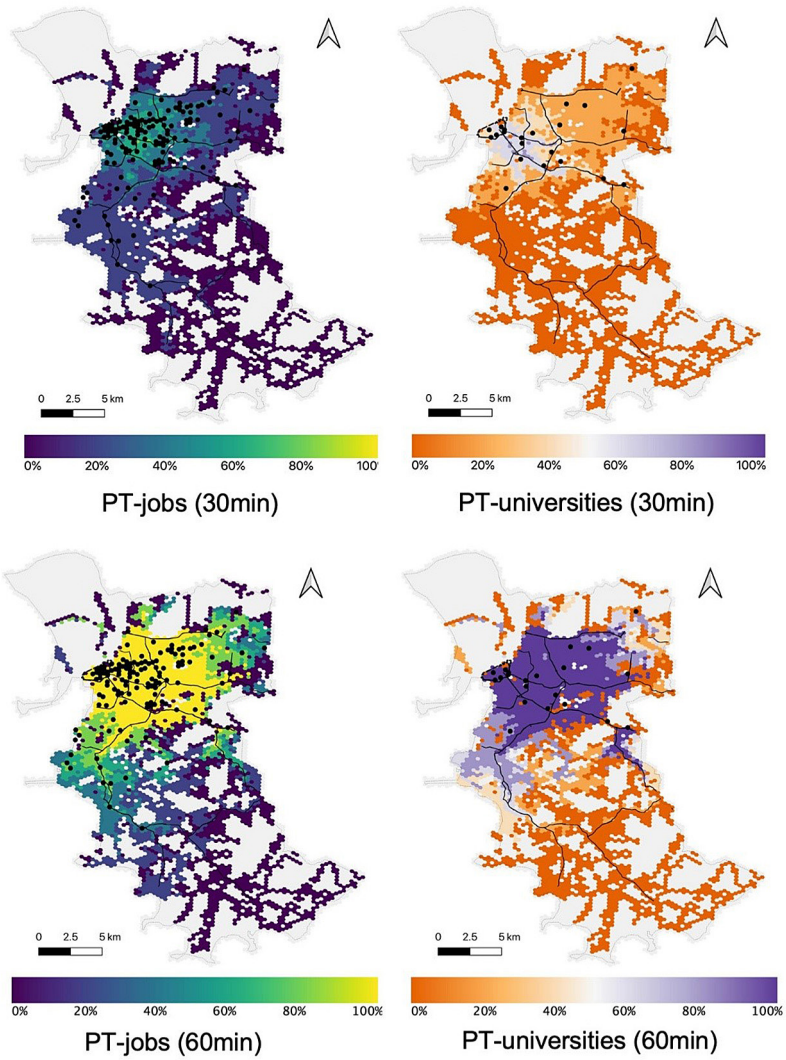 0 2.5 5 km
0 2.5 5 km
0% 20% 40% 60% 80% 100
0% 20% 40% 60% 80% 100%
PT-jobs (30min)
PT-universities (30min)
0 2.5 5 km
0 2.5 5 km
0% 20% 40% 60% 80% 100%
0% 20% 40% 60% 80% 100%
PT-jobs (60min)
PT-universities (60min)